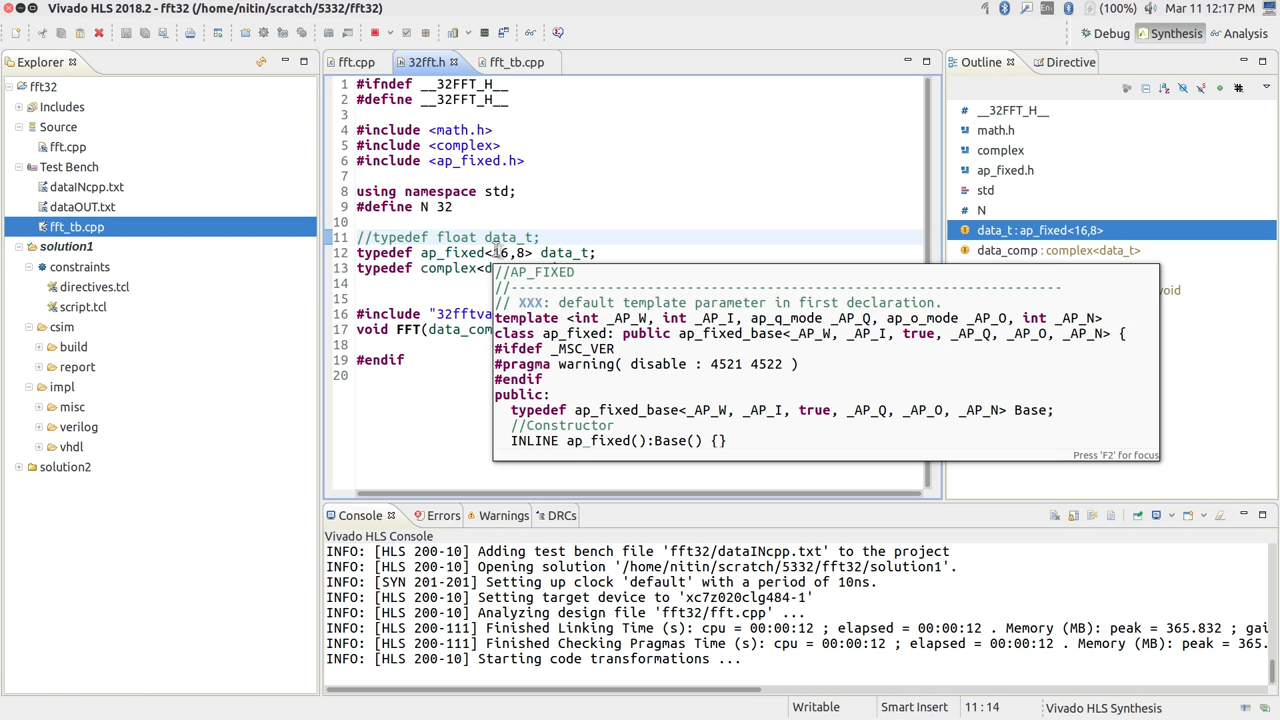 Vivado HLS 2018.2 - fft32 (/home/nitin/scratch/5332/fft32)
En
(100%)
Mar 11 12:17 PM
Debug
Synthesis
Analysis
Explorer
fft32
Includes
Source
fft.cpp
Test Bench
dataINcpp.txt
dataOUT.txt
fft_tb.cpp
solution1
constraints
directives.tcl
script.tcl
csim
build
report
impl
misc
verilog
vhdl
solution2
fft.cpp
32fft.h
fft_tb.cpp
1 #ifndef __32FFT_H__
2 #define __32FFT_H__
3
4 #include <math.h>
5 #include <complex>
6 #include <ap_fixed.h>
7
8 using namespace std;
9 #define N 32
10
11 //typedef float data_t;
12 typedef ap_fixed<16,8> data_t;
13 typedef complex<d
14
15
16 #include "32fftva
17 void FFT(data_com
18
19 #endif
20
//AP_FIXED
//----------------------------------------------------------------------
// XXX: default template parameter in first declaration.
template <int _AP_W, int _AP_I, ap_q_mode _AP_Q, ap_o_mode _AP_O, int _AP_N>
class ap_fixed: public ap_fixed_base<_AP_W, _AP_I, true, _AP_Q, _AP_O, _AP_N> {
#ifdef _MSC_VER
#pragma warning( disable : 4521 4522 )
#endif
public:
typedef ap_fixed_base<_AP_W, _AP_I, true, _AP_Q, _AP_O, _AP_N> Base;
//Constructor
INLINE ap_fixed():Base() {}
Press 'F2' for focus
Outline
Directive
__32FFT_H__
math.h
complex
ap_fixed.h
std
N
data_t : ap_fixed<16,8>
data_comp : complex<data_t>
void
Console
Errors
Warnings
DRCs
Vivado HLS Console
INFO: [HLS 200-10] Adding test bench file 'fft32/dataINcpp.txt' to the project
INFO: [HLS 200-10] Opening solution '/home/nitin/scratch/5332/fft32/solution1'.
INFO: [SYN 201-201] Setting up clock 'default' with a period of 10ns.
INFO: [HLS 200-10] Setting target device to 'xc7z020clg484-1'
INFO: [HLS 200-10] Analyzing design file 'fft32/fft.cpp' ...
INFO: [HLS 200-111] Finished Linking Time (s): cpu = 00:00:12 ; elapsed = 00:00:12 . Memory (MB): peak = 365.832 ; gai
INFO: [HLS 200-111] Finished Checking Pragmas Time (s): cpu = 00:00:12 ; elapsed = 00:00:12 . Memory (MB): peak = 365.
INFO: [HLS 200-10] Starting code transformations ...
Writable
Smart Insert
11 : 14
Vivado HLS Synthesis